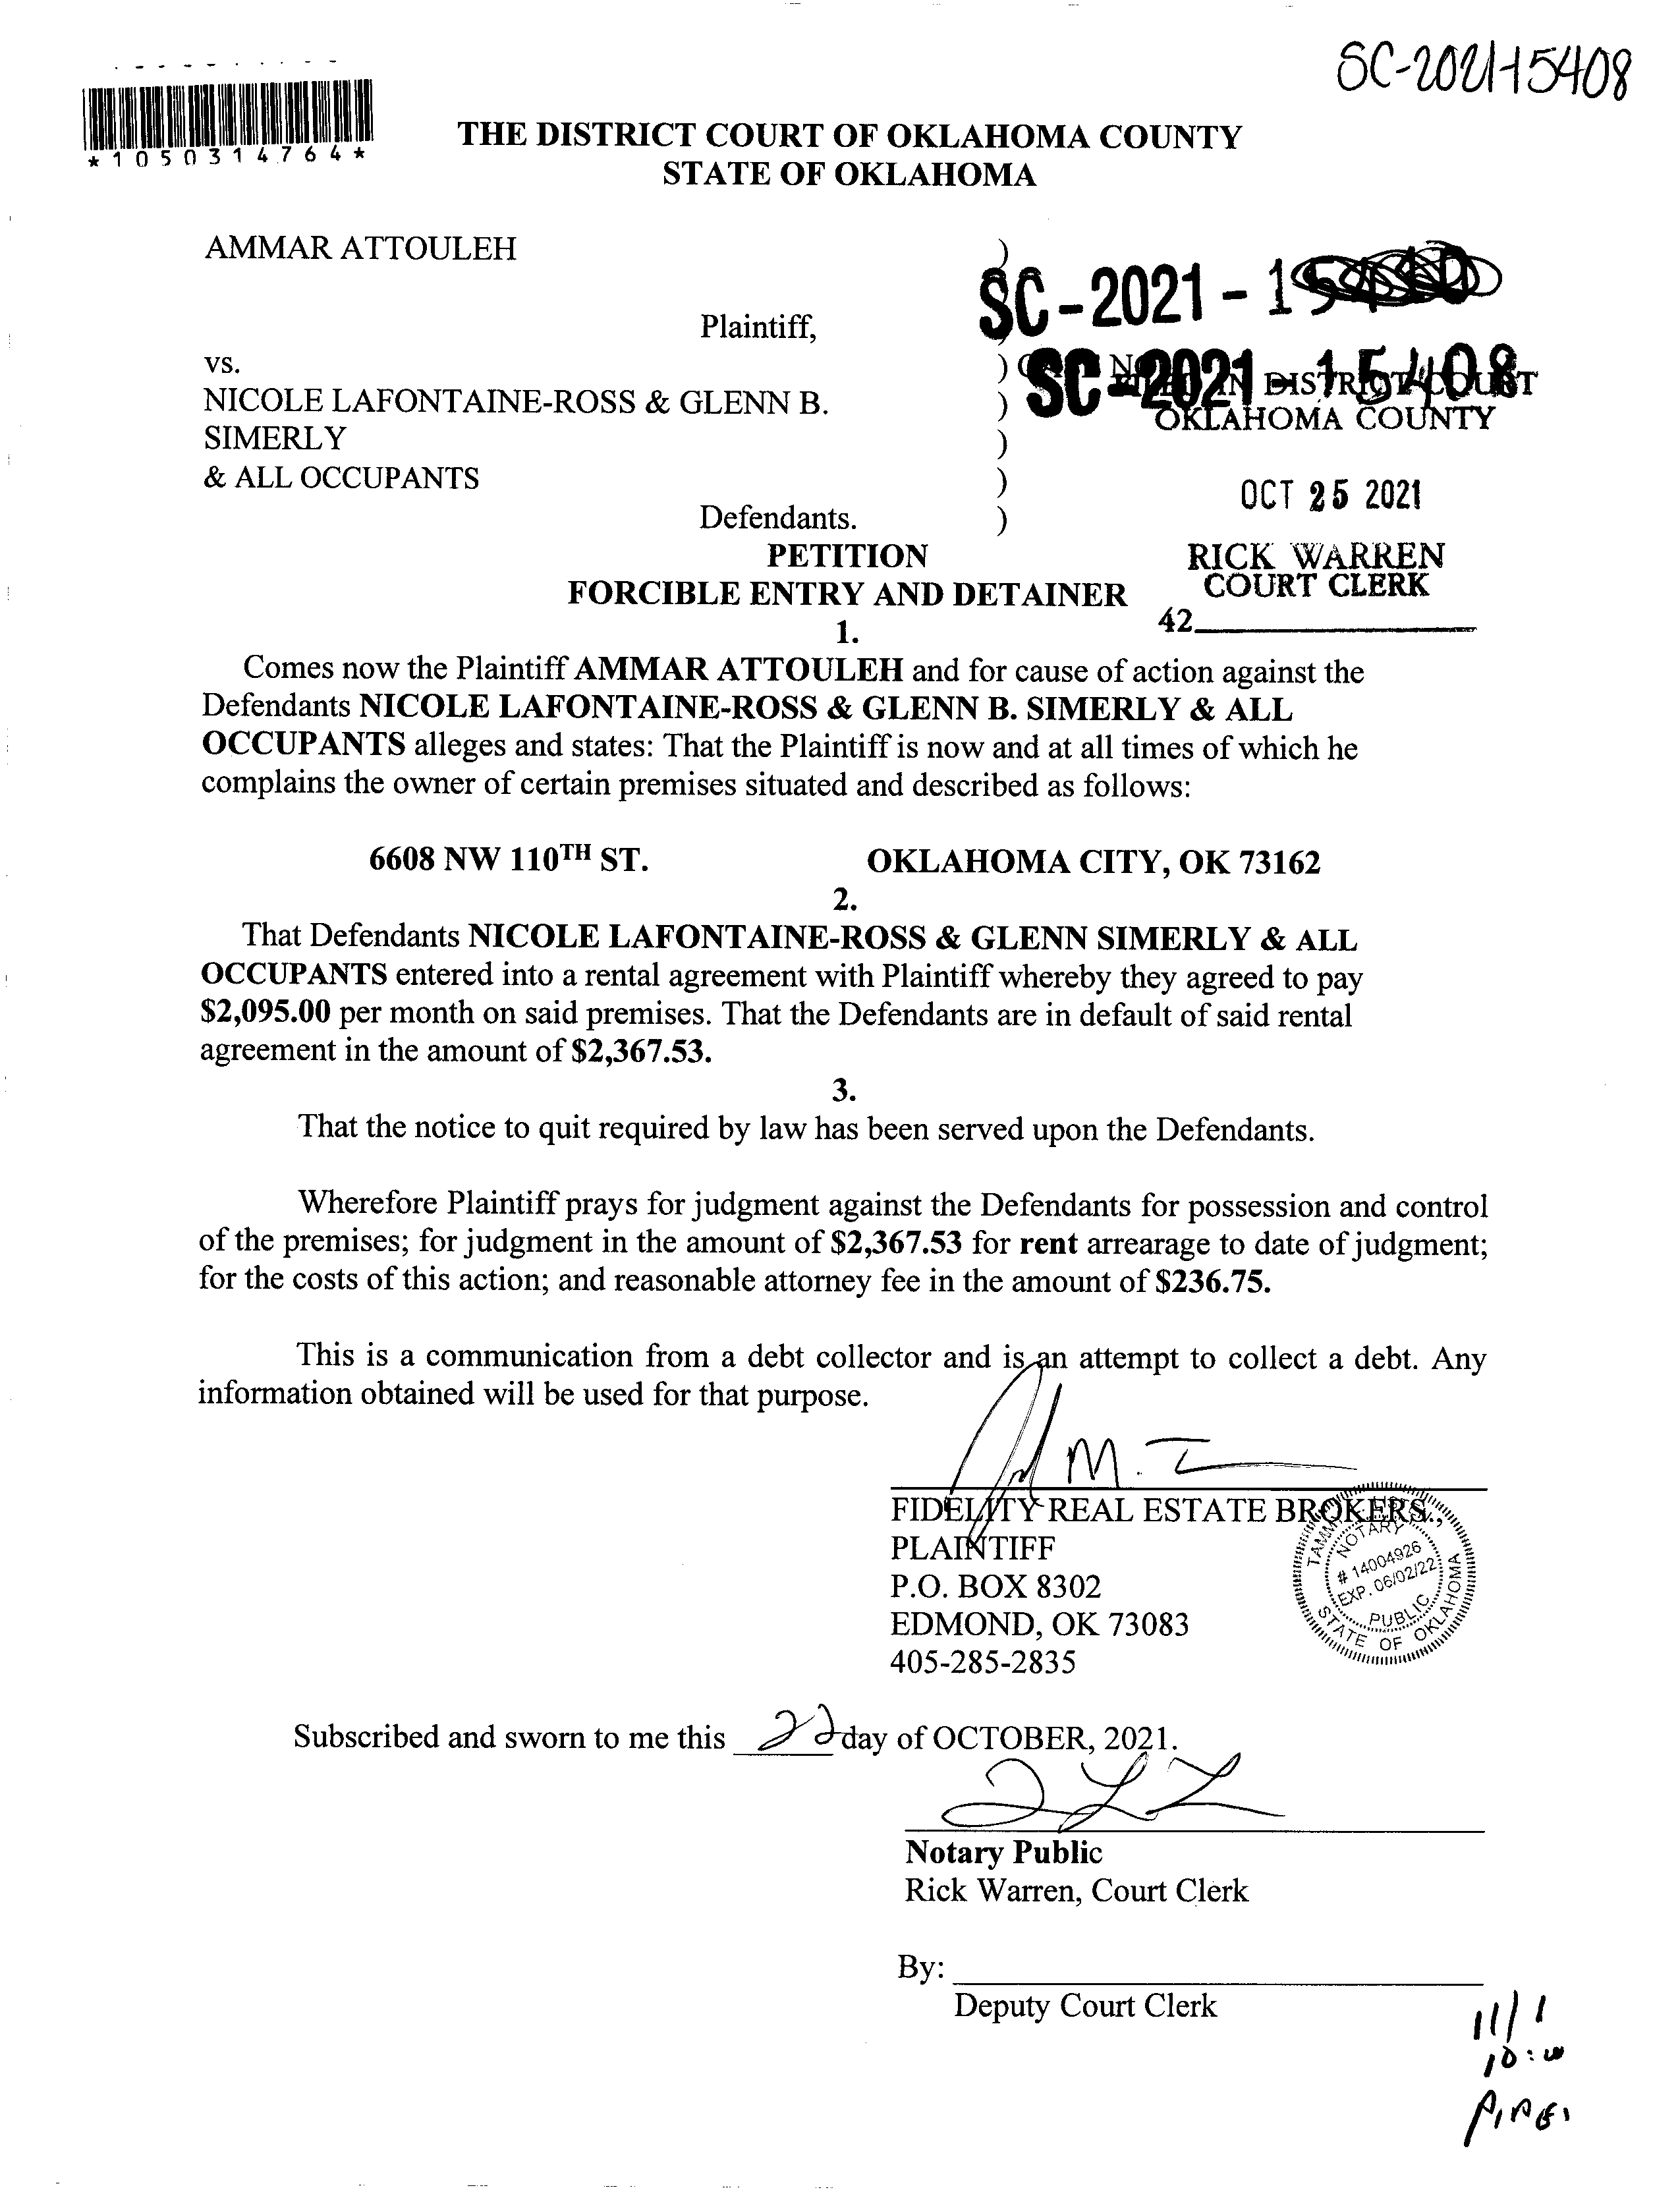 SC-2021-15408
*1050314764*
THE DISTRICT COURT OF OKLAHOMA COUNTY
STATE OF OKLAHOMA
AMMAR ATTOULEH )
SC-2021-15
Plaintiff,
vs. )
SC-2021-15408
IN DISTRICT COURT
NICOLE LAFONTAINE-ROSS & GLENN B. )
OKLAHOMA COUNTY
SIMERLY )
& ALL OCCUPANTS )
OCT 25 2021
Defendants. )
PETITION
RICK WARREN
COURT CLERK
FORCIBLE ENTRY AND DETAINER
42
1.
Comes now the Plaintiff AMMAR ATTOULEH and for cause of action against the
Defendants NICOLE LAFONTAINE-ROSS & GLENN B. SIMERLY & ALL
OCCUPANTS alleges and states: That the Plaintiff is now and at all times of which he
complains the owner of certain premises situated and described as follows:
6608 NW 110TH ST. OKLAHOMA CITY, OK 73162
2.
That Defendants NICOLE LAFONTAINE-ROSS & GLENN SIMERLY & ALL
OCCUPANTS entered into a rental agreement with Plaintiff whereby they agreed to pay
$2,095.00 per month on said premises. That the Defendants are in default of said rental
agreement in the amount of $2,367.53.
3.
That the notice to quit required by law has been served upon the Defendants.
Wherefore Plaintiff prays for judgment against the Defendants for possession and control
of the premises; for judgment in the amount of $2,367.53 for rent arrearage to date of judgment;
for the costs of this action; and reasonable attorney fee in the amount of $236.75.
This is a communication from a debt collector and is an attempt to collect a debt. Any
information obtained will be used for that purpose.
FIDELITY REAL ESTATE BROKERS.,
PLAINTIFF
P.O. BOX 8302
EDMOND, OK 73083
405-285-2835
NOTARY
# 14004926
EXP. 06/02/22
PUBLIC
STATE OF OKLAHOMA
Subscribed and sworn to me this 22 day of OCTOBER, 2021.
Notary Public
Rick Warren, Court Clerk
By:
Deputy Court Clerk
11/1